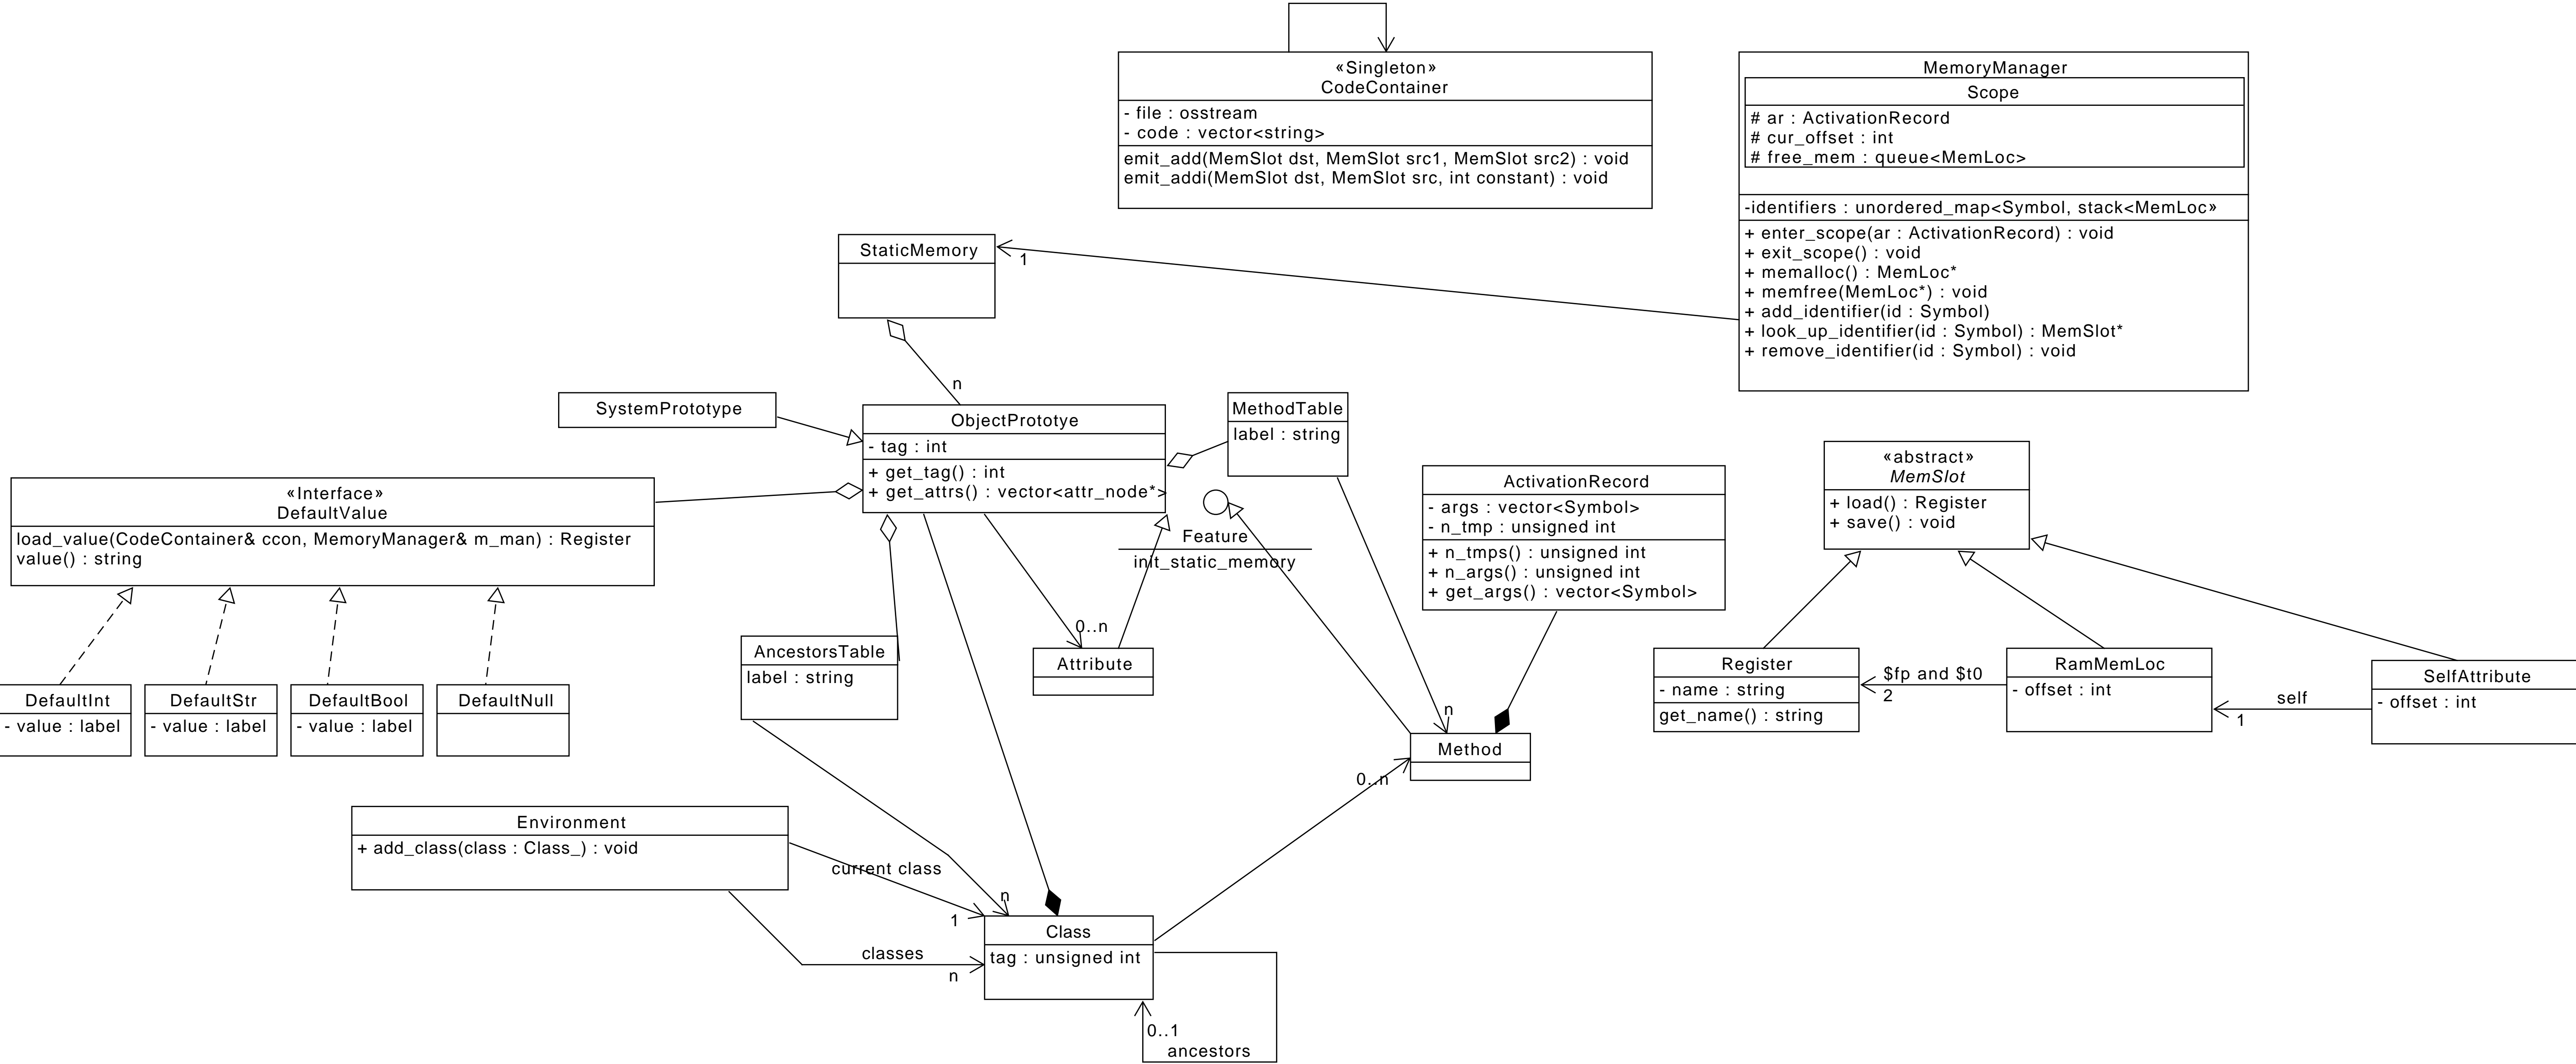 «Singleton»
CodeContainer
- file : osstream
- code : vector<string>
emit_add(MemSlot dst, MemSlot src1, MemSlot src2) : void
emit_addi(MemSlot dst, MemSlot src, int constant) : void
MemoryManager
Scope
# ar : ActivationRecord
# cur_offset : int
# free_mem : queue<MemLoc>
-identifiers : unordered_map<Symbol, stack<MemLoc»
+ enter_scope(ar : ActivationRecord) : void
+ exit_scope() : void
+ memalloc() : MemLoc*
+ memfree(MemLoc*) : void
+ add_identifier(id : Symbol)
+ look_up_identifier(id : Symbol) : MemSlot*
+ remove_identifier(id : Symbol) : void
StaticMemory
1
n
SystemPrototype
ObjectPrototye
- tag : int
+ get_tag() : int
+ get_attrs() : vector<attr_node*>
MethodTable
label : string
«Interface»
DefaultValue
load_value(CodeContainer& ccon, MemoryManager& m_man) : Register
value() : string
Feature
init_static_memory
ActivationRecord
- args : vector<Symbol>
- n_tmp : unsigned int
+ n_tmps() : unsigned int
+ n_args() : unsigned int
+ get_args() : vector<Symbol>
«abstract»
MemSlot
+ load() : Register
+ save() : void
DefaultInt
- value : label
DefaultStr
- value : label
DefaultBool
- value : label
DefaultNull
AncestorsTable
label : string
0..n
Attribute
n
Method
0..n
Register
- name : string
get_name() : string
$fp and $t0
2
RamMemLoc
- offset : int
self
1
SelfAttribute
- offset : int
Environment
+ add_class(class : Class_) : void
current class
1
n
classes
n
Class
tag : unsigned int
0..1
ancestors